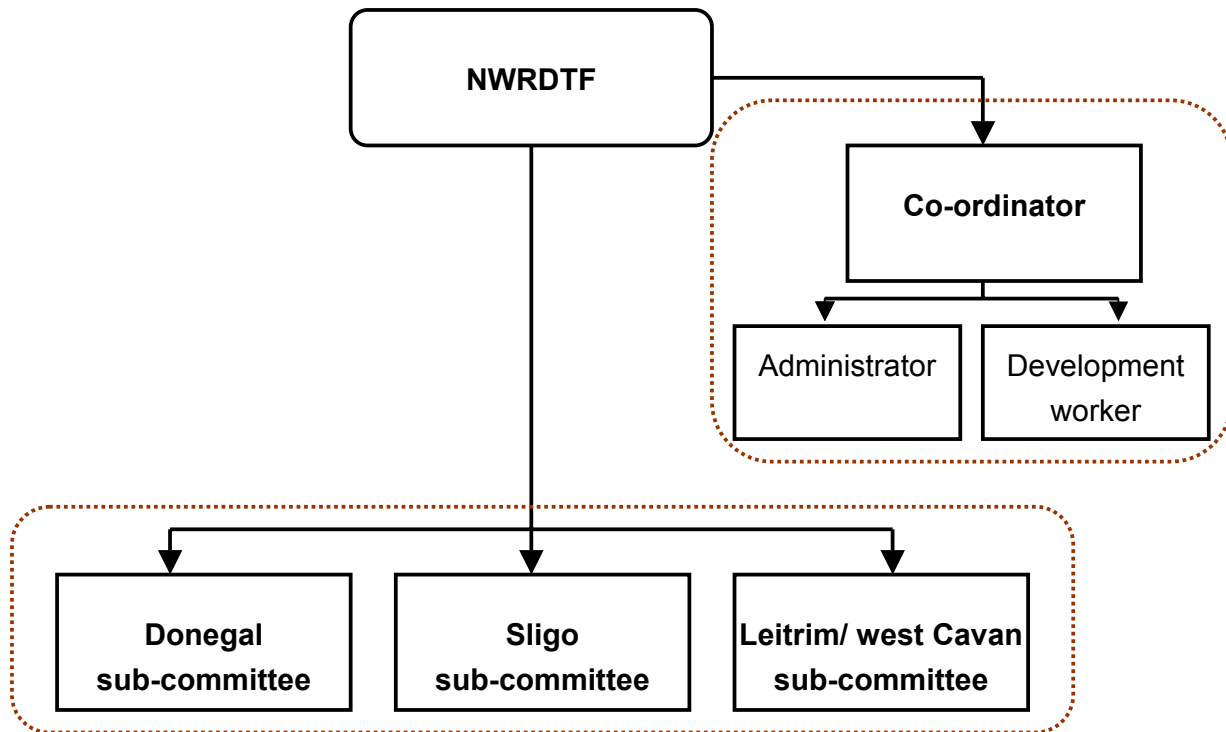 NWRDTF
Co-ordinator
Administrator
Development
worker
Donegal
sub-committee
Sligo
sub-committee
Leitrim/ west Cavan
sub-committee